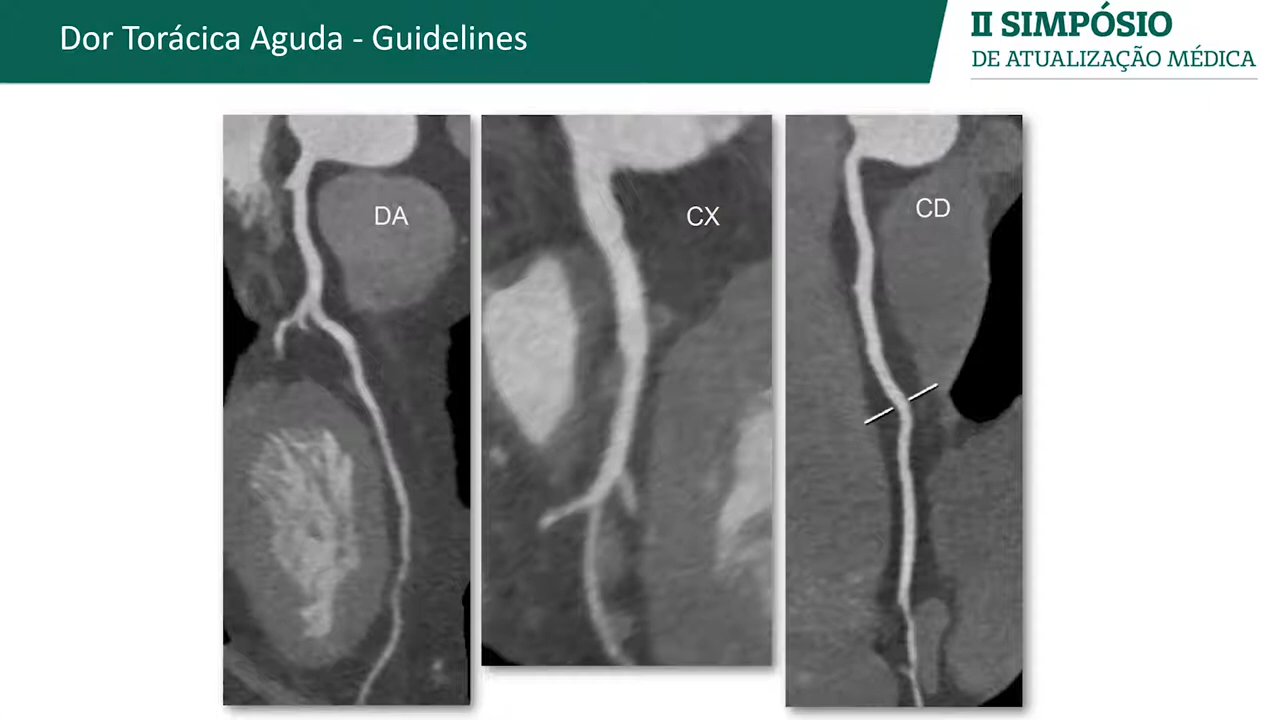 Dor Torácica Aguda - Guidelines
II SIMPÓSIO
DE ATUALIZAÇÃO MÉDICA
DA
CX
CD